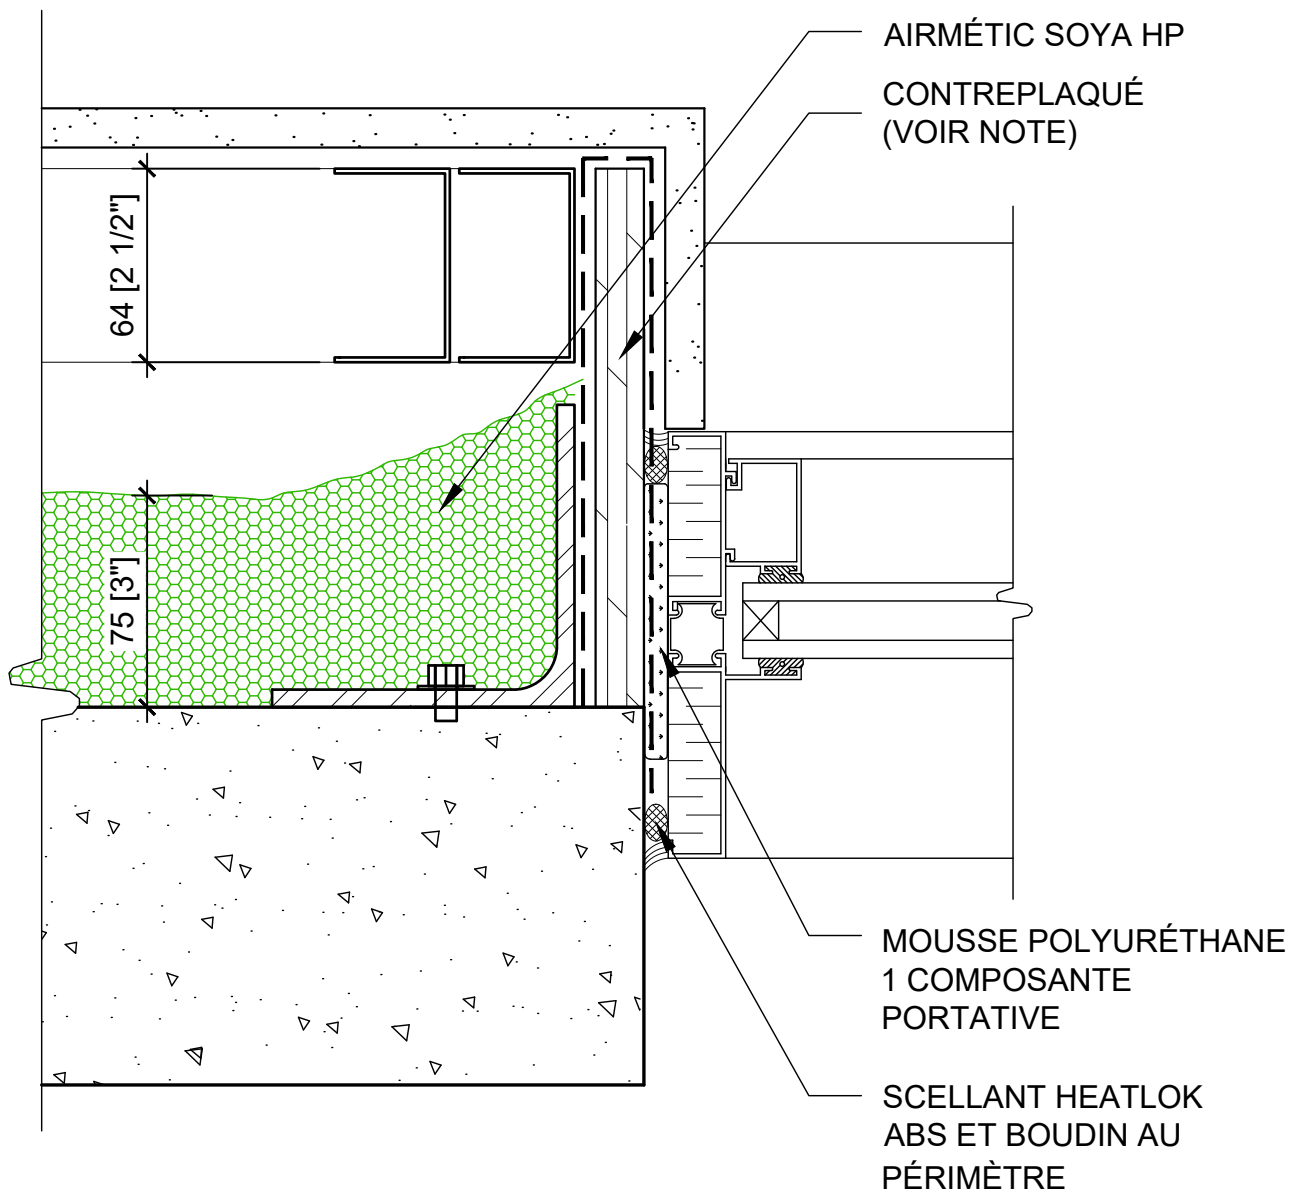 AIRMÉTIC SOYA HP
CONTREPLAQUÉ
(VOIR NOTE)
64 [2 1/2"]
75 [3"]
MOUSSE POLYURÉTHANE
1 COMPOSANTE
PORTATIVE
SCELLANT HEATLOK
ABS ET BOUDIN AU
PÉRIMÈTRE